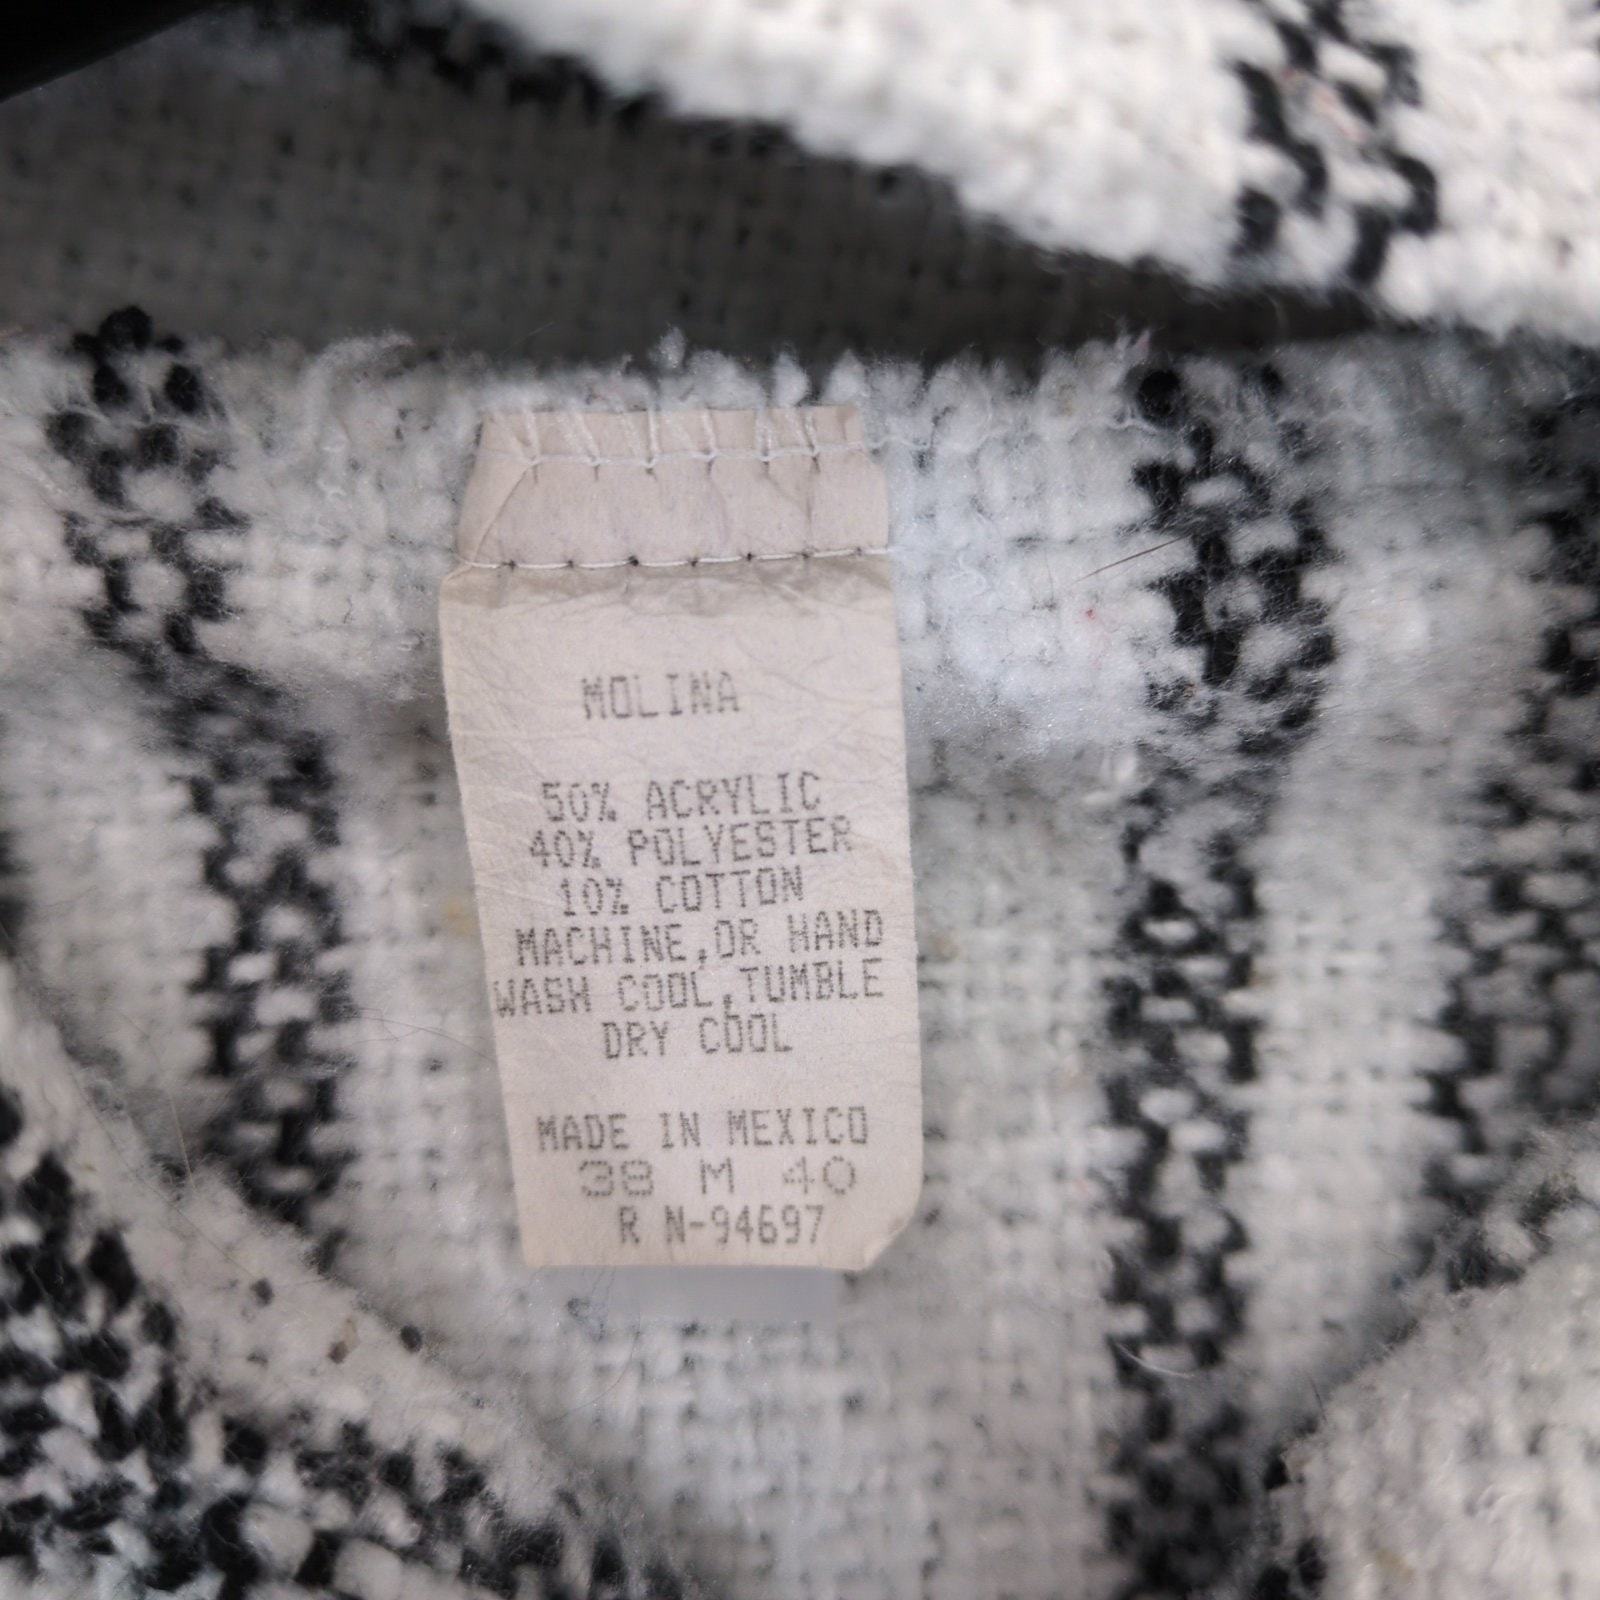 MOLINA
50% ACRYLIC
40% POLYESTER
10% COTTON
MACHINE,OR HAND
WASH COOL,TUMBLE
DRY COOL
MADE IN MEXICO
38 M 40
R N-94697